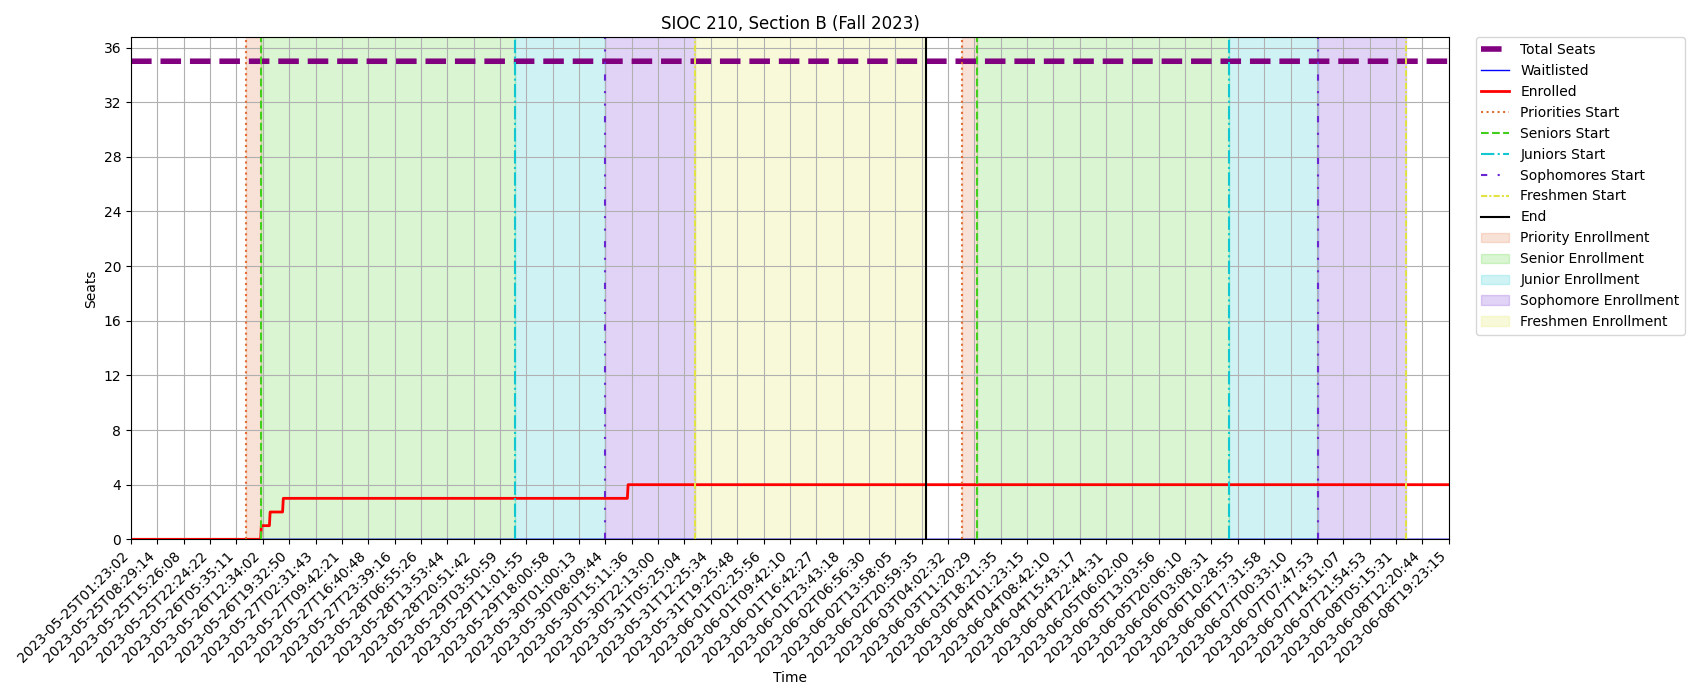 SIOC 210, Section B (Fall 2023)
Seats
36
32
28
24
20
16
12
8
4
0
2023-05-25T01:23:02
2023-05-25T08:29:14
2023-05-25T15:26:08
2023-05-25T22:24:22
2023-05-26T05:35:11
2023-05-26T12:34:02
2023-05-26T19:32:50
2023-05-27T02:31:43
2023-05-27T09:42:21
2023-05-27T16:40:48
2023-05-27T23:39:16
2023-05-28T06:55:26
2023-05-28T13:53:44
2023-05-28T20:51:42
2023-05-29T03:50:59
2023-05-29T11:01:55
2023-05-29T18:00:58
2023-05-30T01:00:13
2023-05-30T08:09:44
2023-05-30T15:11:36
2023-05-30T22:13:00
2023-05-31T05:25:04
2023-05-31T12:25:34
2023-05-31T19:25:48
2023-06-01T02:25:56
2023-06-01T09:42:10
2023-06-01T16:42:27
2023-06-01T23:43:18
2023-06-02T06:56:30
2023-06-02T13:58:05
2023-06-02T20:59:35
2023-06-03T04:02:32
2023-06-03T11:20:29
2023-06-03T18:21:35
2023-06-04T01:23:15
2023-06-04T08:42:10
2023-06-04T15:43:17
2023-06-04T22:44:31
2023-06-05T06:02:00
2023-06-05T13:03:56
2023-06-05T20:06:10
2023-06-06T03:08:31
2023-06-06T10:28:55
2023-06-06T17:31:58
2023-06-07T00:33:10
2023-06-07T07:47:53
2023-06-07T14:51:07
2023-06-07T21:54:53
2023-06-08T05:15:31
2023-06-08T12:20:44
2023-06-08T19:23:15
Time
Total Seats
Waitlisted
Enrolled
Priorities Start
Seniors Start
Juniors Start
Sophomores Start
Freshmen Start
End
Priority Enrollment
Senior Enrollment
Junior Enrollment
Sophomore Enrollment
Freshmen Enrollment